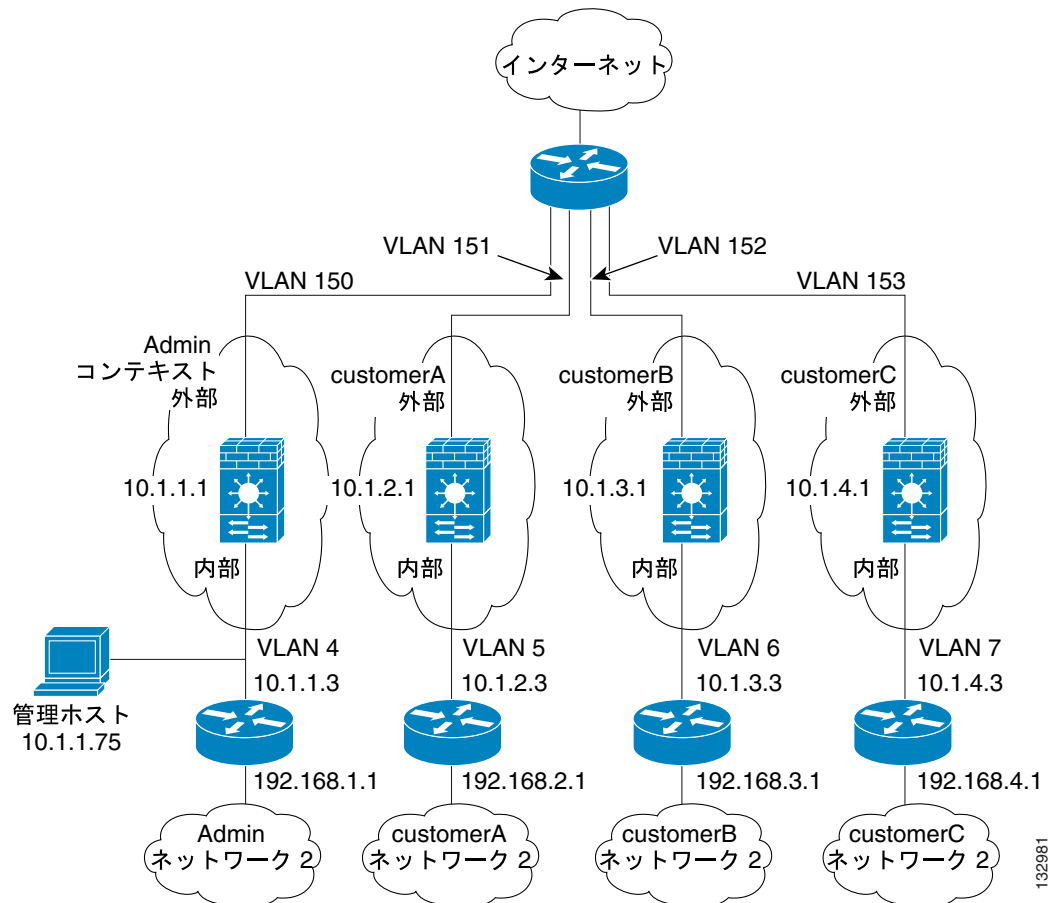 インターネット
VLAN 151
VLAN 152
VLAN 150
VLAN 153
Admin
コンテキスト
外部
customerA
外部
customerB
外部
customerC
外部
10.1.1.1
10.1.2.1
10.1.3.1
10.1.4.1
内部
内部
内部
内部
VLAN 4
VLAN 5
VLAN 6
VLAN 7
10.1.1.3
10.1.2.3
10.1.3.3
10.1.4.3
管理ホスト
10.1.1.75
192.168.1.1
192.168.2.1
192.168.3.1
192.168.4.1
Admin
ネットワーク 2
customerA
ネットワーク 2
customerB
ネットワーク 2
customerC
ネットワーク 2
132981